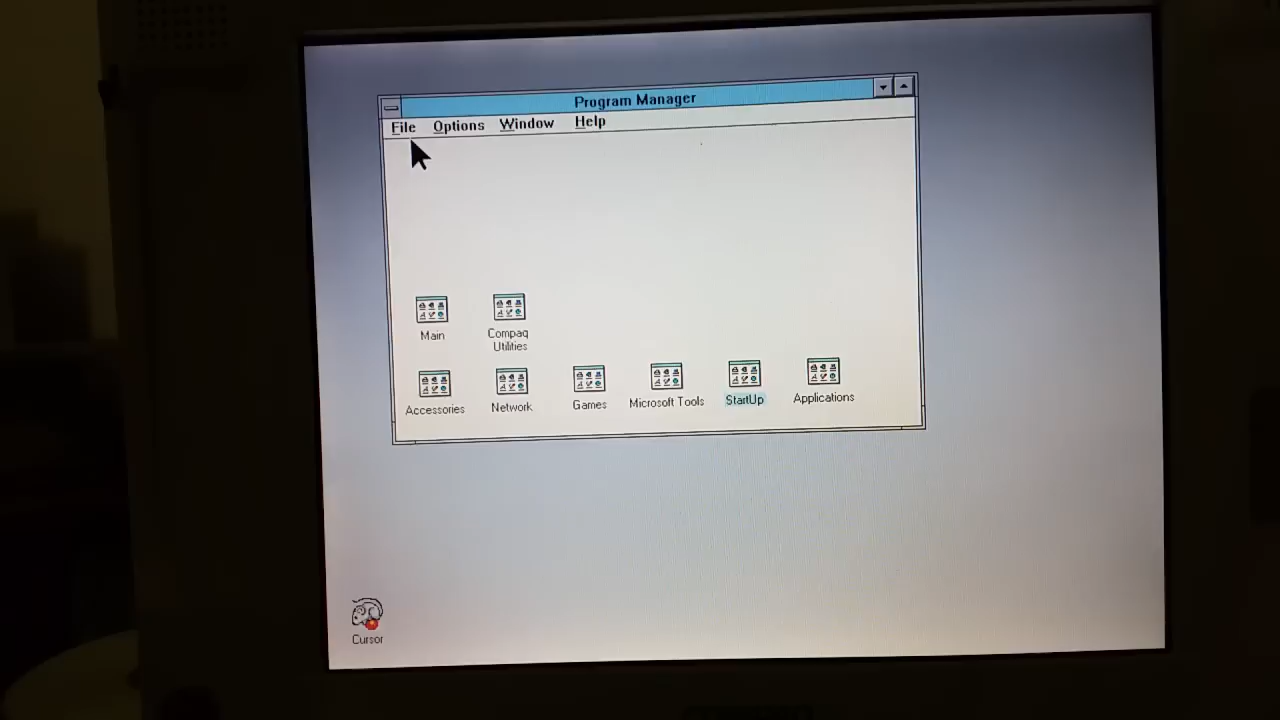 Program Manager
File Options Window Help
Main
Compaq
Utilities
Accessories
Network
Games
Microsoft Tools
StartUp
Applications
Cursor